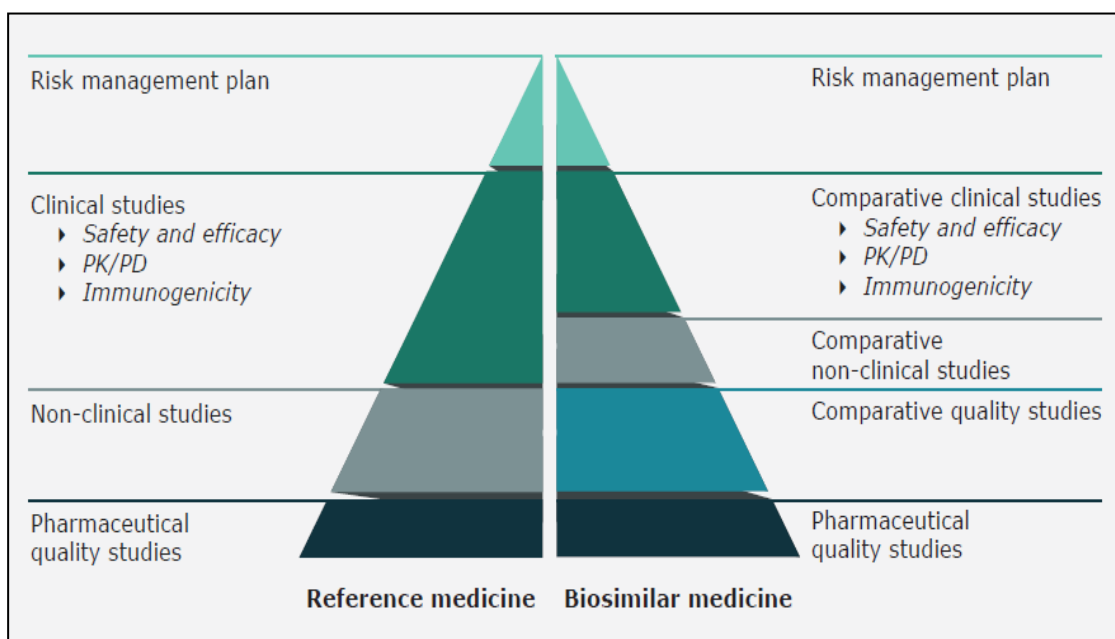 Risk management plan
Clinical studies
Safety and efficacy
PK/PD
Immunogenicity
Non-clinical studies
Pharmaceutical
quality studies
Reference medicine
Risk management plan
Comparative clinical studies
Safety and efficacy
PK/PD
Immunogenicity
Comparative
non-clinical studies
Comparative quality studies
Pharmaceutical
quality studies
Biosimilar medicine